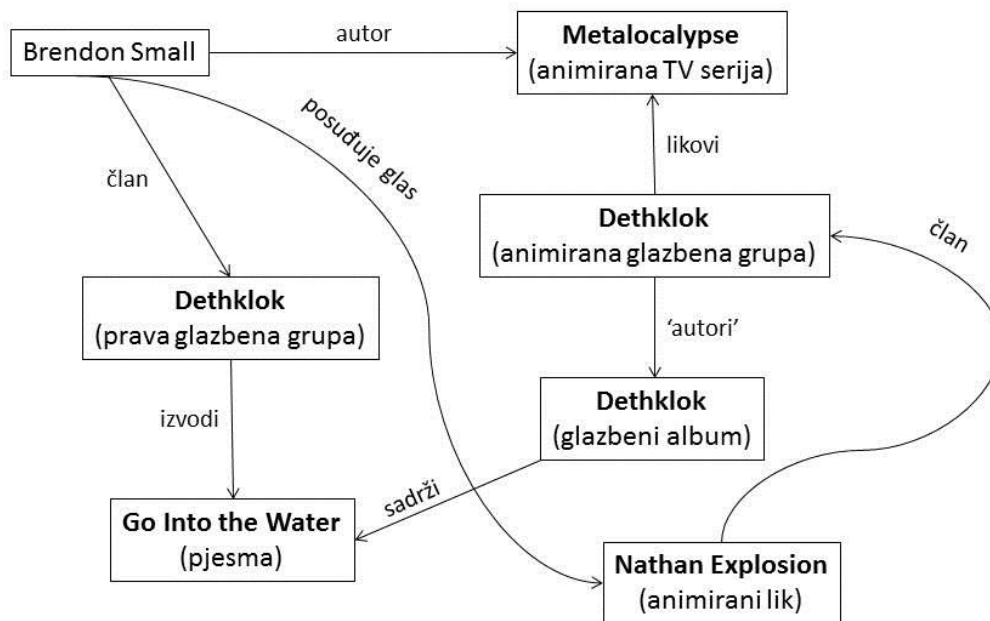 Brendon Small
autor
Metalocalypse
(animirana TV serija)
posuđuje glas
likovi
član
Dethklok
(animirana glazbena grupa)
član
Dethklok
(prava glazbena grupa)
‘autori’
izvodi
Dethklok
(glazbeni album)
sadrži
Go Into the Water
(pjesma)
Nathan Explosion
(animirani lik)